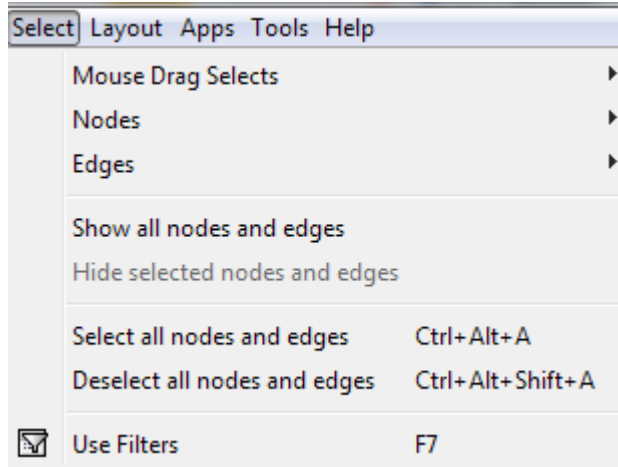 Select Layout Apps Tools Help
Mouse Drag Selects
Nodes
Edges
Show all nodes and edges
Hide selected nodes and edges
Select all nodes and edges Ctrl+Alt+A
Deselect all nodes and edges Ctrl+Alt+Shift+A
Use Filters F7